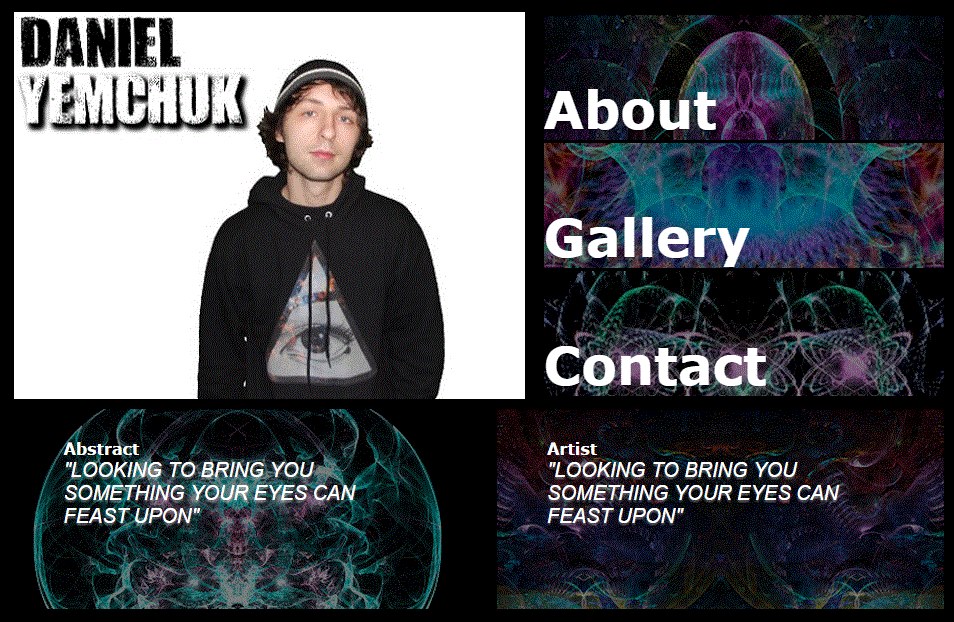 DANIEL
YEMCHUK
About
Gallery
Contact
Abstract
"LOOKING TO BRING YOU
SOMETHING YOUR EYES CAN
FEAST UPON"
Artist
"LOOKING TO BRING YOU
SOMETHING YOUR EYES CAN
FEAST UPON"